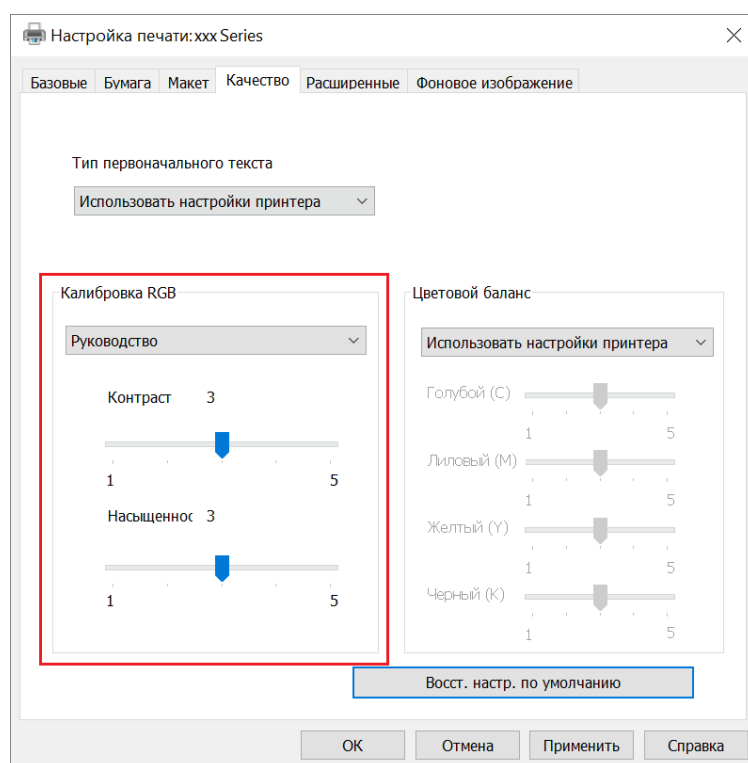 Настройка печати: xxx Series
Базовые Бумага Макет Качество Расширенные Фоновое изображение
Тип первоначального текста
Использовать настройки принтера
Калибровка RGB
Руководство
Контраст 3
1 5
Насыщеннос 3
1 5
Цветовой баланс
Использовать настройки принтера
Голубой (C)
1 5
Лиловый (M)
1 5
Желтый (Y)
1 5
Черный (K)
1 5
Восст. настр. по умолчанию
ОК Отмена Применить Справка